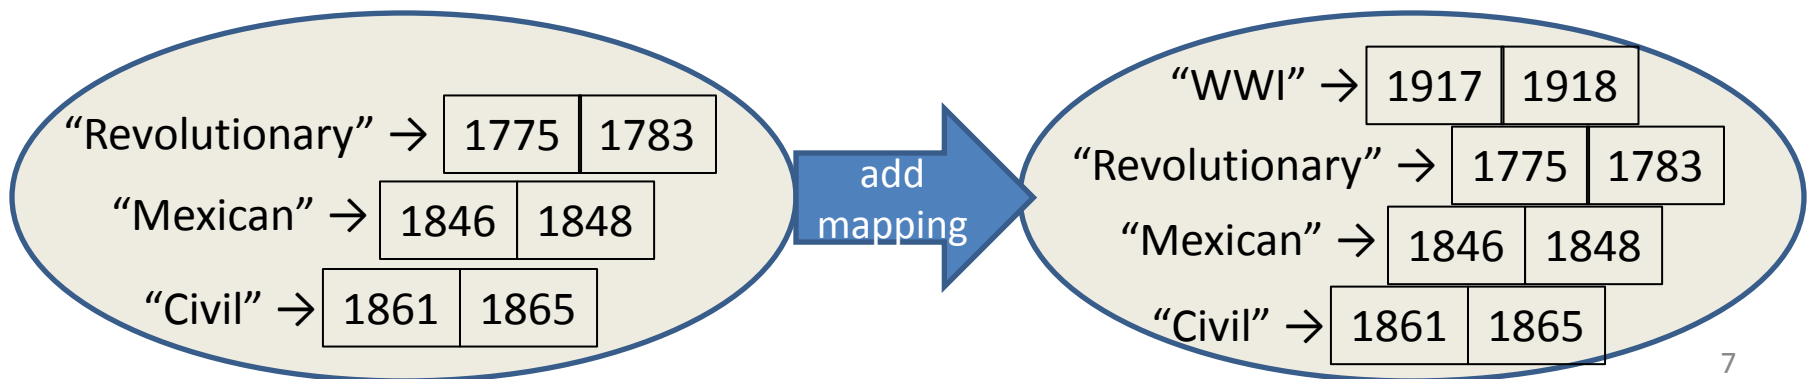 “Revolutionary” → 1775 1783
“Mexican” → 1846 1848
“Civil” → 1861 1865
add
mapping
“WWI” → 1917 1918
“Revolutionary” → 1775 1783
“Mexican” → 1846 1848
“Civil” → 1861 1865
7